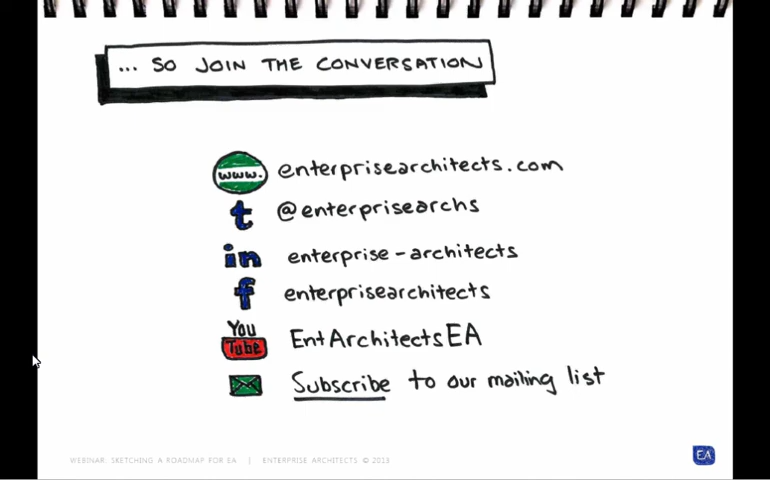 ... SO JOIN THE CONVERSATION
www. enterprisearchitects.com
t @enterprisearchs
in enterprise-architects
f enterprisearchitects
You Tube EntArchitectsEA
Subscribe to our mailing list
WEBINAR: SKETCHING A ROADMAP FOR EA | ENTERPRISE ARCHITECTS © 2013
EA